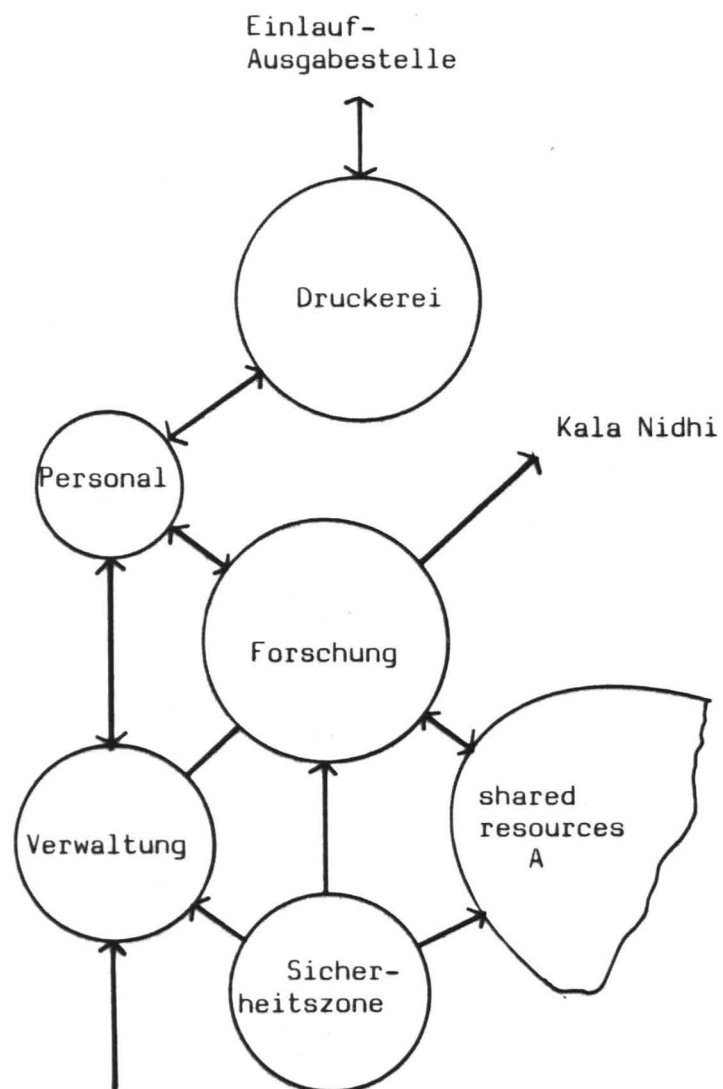 Einlauf-
Ausgabestelle
Druckerei
Kala Nidhi
Personal
Forschung
shared
resources
A
Verwaltung
Sicher-
heitszone